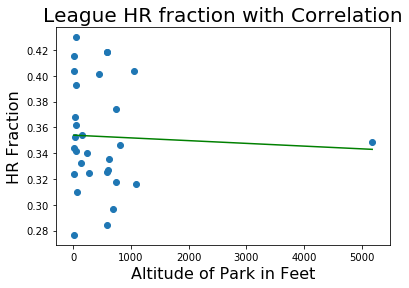 League HR fraction with Correlation
HR Fraction
0.42
0.40
0.38
0.36
0.34
0.32
0.30
0.28
0 1000 2000 3000 4000 5000
Altitude of Park in Feet